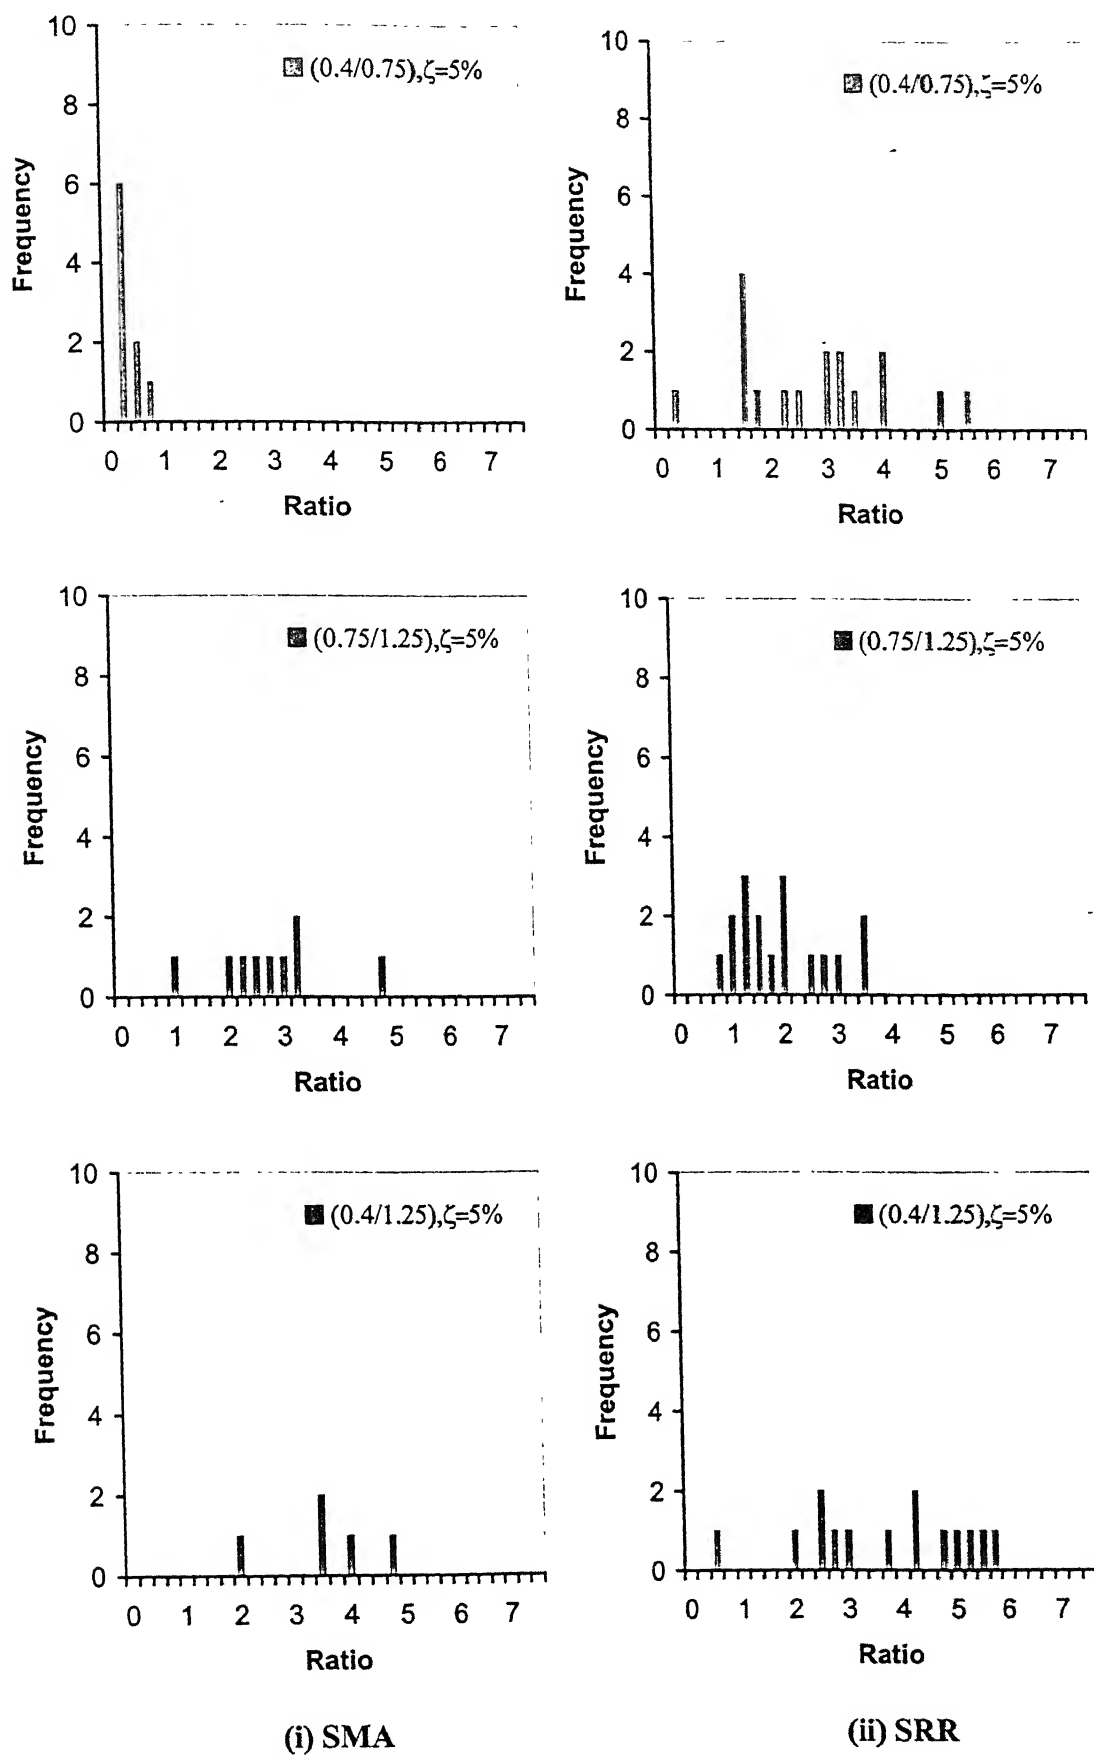 10
(0.4/0.75),ζ=5%
8
6
4
2
0
Frequency
0 1 2 3 4 5 6 7
Ratio
10
(0.4/0.75),ζ=5%
8
6
4
2
0
Frequency
0 1 2 3 4 5 6 7
Ratio
10
(0.75/1.25),ζ=5%
8
6
4
2
0
Frequency
0 1 2 3 4 5 6 7
Ratio
10
(0.75/1.25),ζ=5%
8
6
4
2
0
Frequency
0 1 2 3 4 5 6 7
Ratio
10
(0.4/1.25),ζ=5%
8
6
4
2
0
Frequency
0 1 2 3 4 5 6 7
Ratio
10
(0.4/1.25),ζ=5%
8
6
4
2
0
Frequency
0 1 2 3 4 5 6 7
Ratio
(i) SMA
(ii) SRR